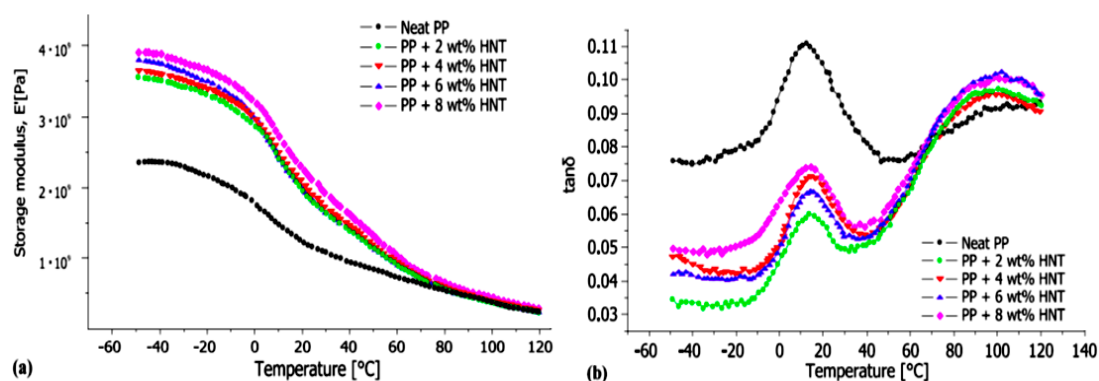 Neat PP
PP + 2 wt% HNT
PP + 4 wt% HNT
PP + 6 wt% HNT
PP + 8 wt% HNT
Storage modulus, E'[Pa]
4*10⁶
3*10⁶
2*10⁶
1*10⁶
-60 -40 -20 0 20 40 60 80 100 120
Temperature [°C]
(a)
tanδ
0.11
0.10
0.09
0.08
0.07
0.06
0.05
0.04
0.03
Neat PP
PP + 2 wt% HNT
PP + 4 wt% HNT
PP + 6 wt% HNT
PP + 8 wt% HNT
-60 -40 -20 0 20 40 60 80 100 120 140
Temperature [°C]
(b)